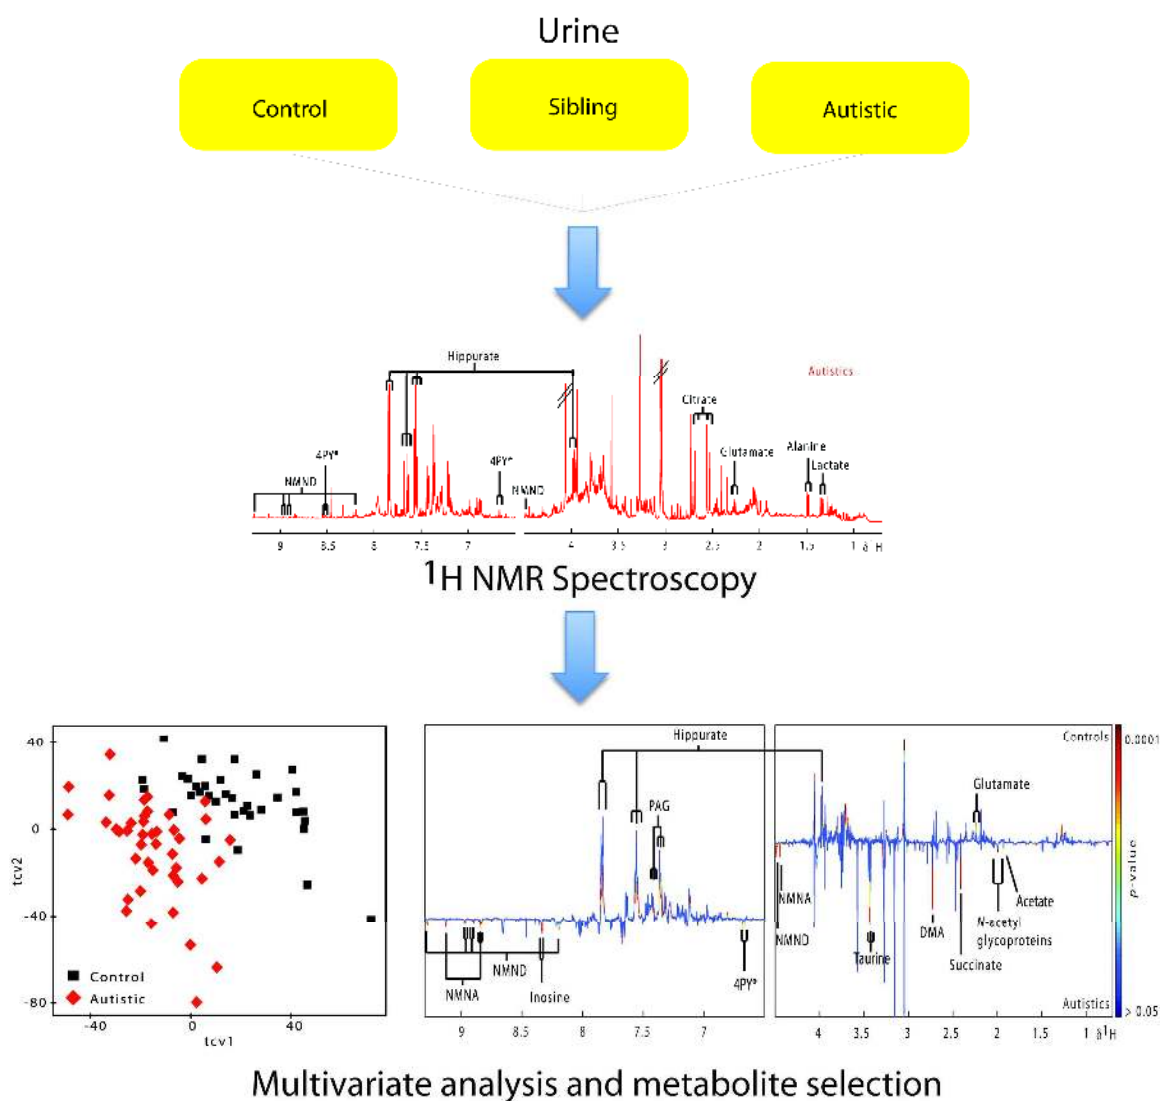 Urine
Control
Sibling
Autistic
Hippurate
Autistics
Citrate
4PY*
4PY*
Glutamate
Alanine
Lactate
NMND
NMND
9 8.5 8 7.5 7 4 3.5 3 2.5 2 1.5 1 δ ¹H
¹H NMR Spectroscopy
40
0
-40
-80
tcv2
-40 0 40
tcv1
Control
Autistic
Hippurate
Controls
0.0001
Glutamate
PAG
p-value
NMNA
Acetate
NMND
DMA
N-acetyl
glycoproteins
Taurine
Succinate
NMND
NMNA
Inosine
4PY*
Autistics
> 0.05
9 8.5 8 7.5 7 4 3.5 3 2.5 2 1.5 1 δ¹H
Multivariate analysis and metabolite selection